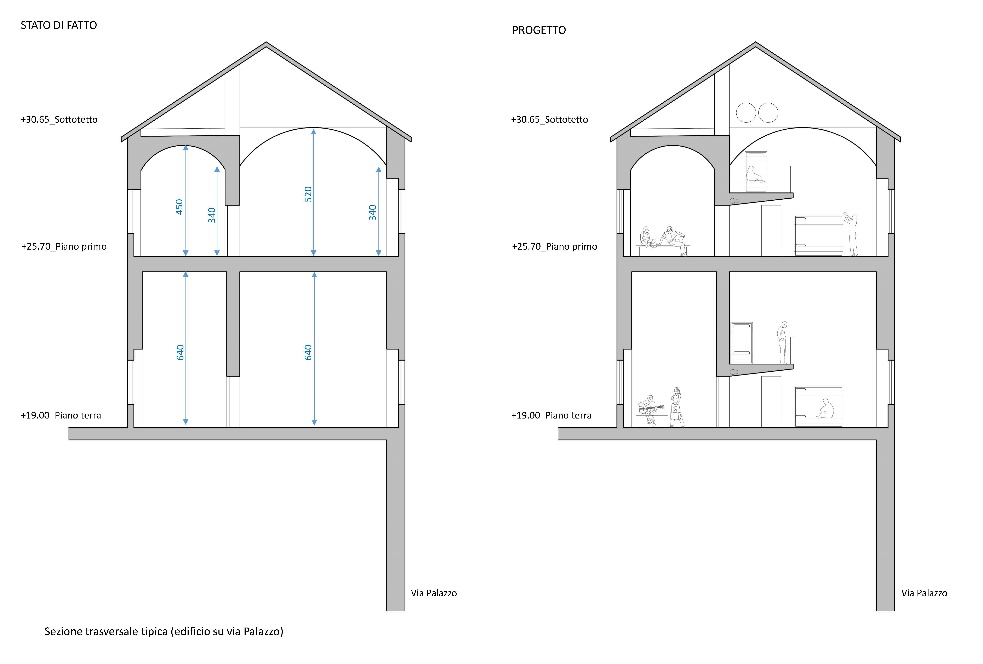 STATO DI FATTO
PROGETTO
+30.65_Sottotetto
+30.65_Sottotetto
450
340
520
340
+25.70_Piano primo
+25.70_Piano primo
640
640
+19.00_Piano terra
+19.00_Piano terra
Via Palazzo
Via Palazzo
Sezione trasversale tipica (edificio su via Palazzo)